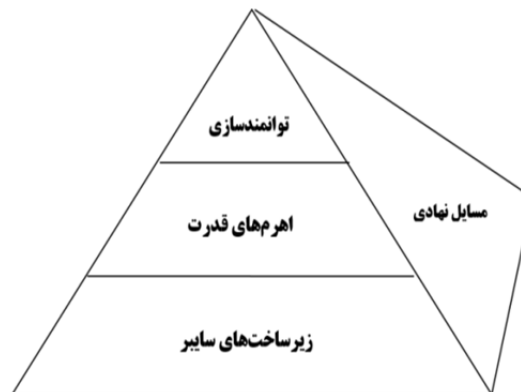 توانمندسازی
اهرم‌های قدرت
مسایل نهادی
زیرساخت‌های سایبر